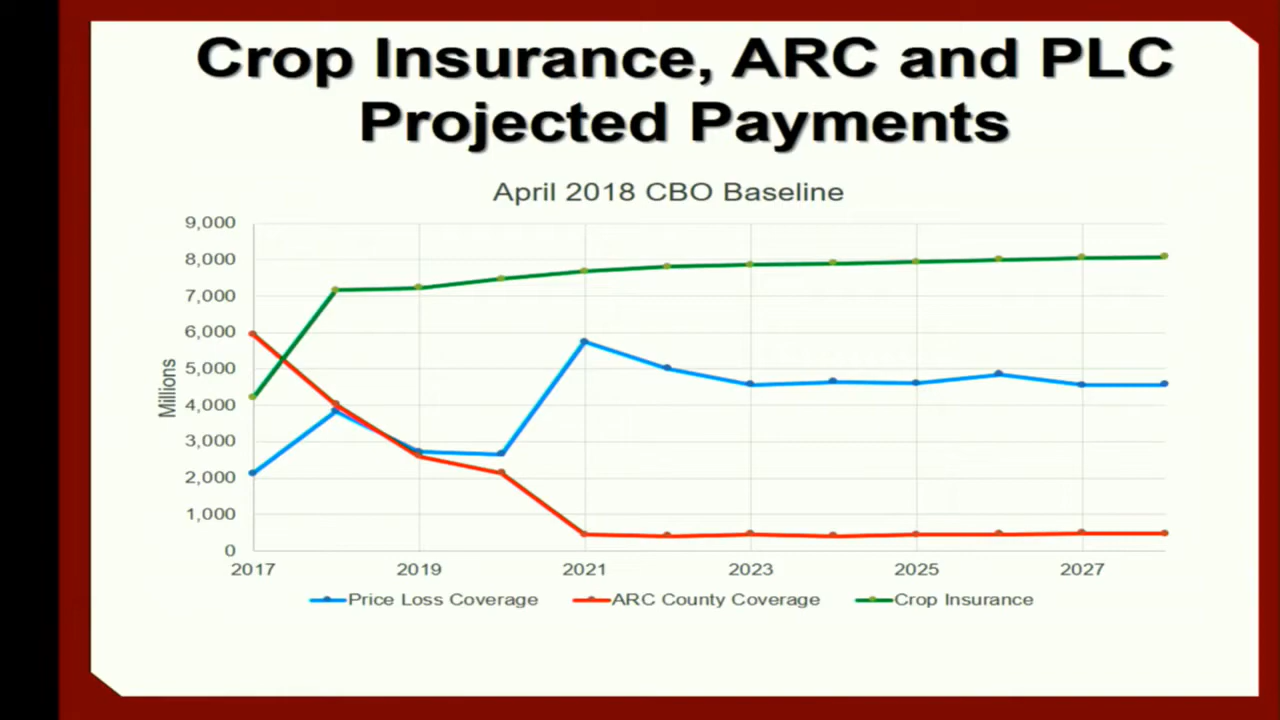 Crop Insurance, ARC and PLC
Projected Payments
April 2018 CBO Baseline
9,000
8,000
7,000
6,000
5,000
4,000
3,000
2,000
1,000
0
Millions
2017 2019 2021 2023 2025 2027
Price Loss Coverage ARC County Coverage Crop Insurance